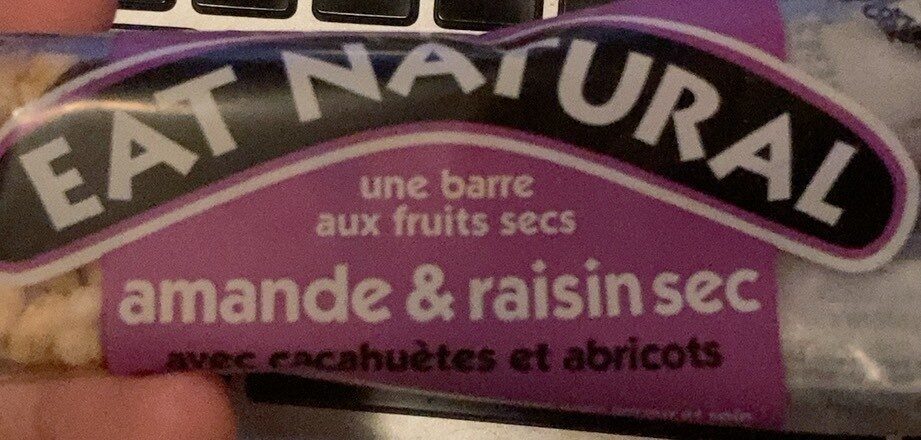 EAT NATURAL
une barre
aux fruits secs
amande & raisin sec
avec cacahuètes et abricots